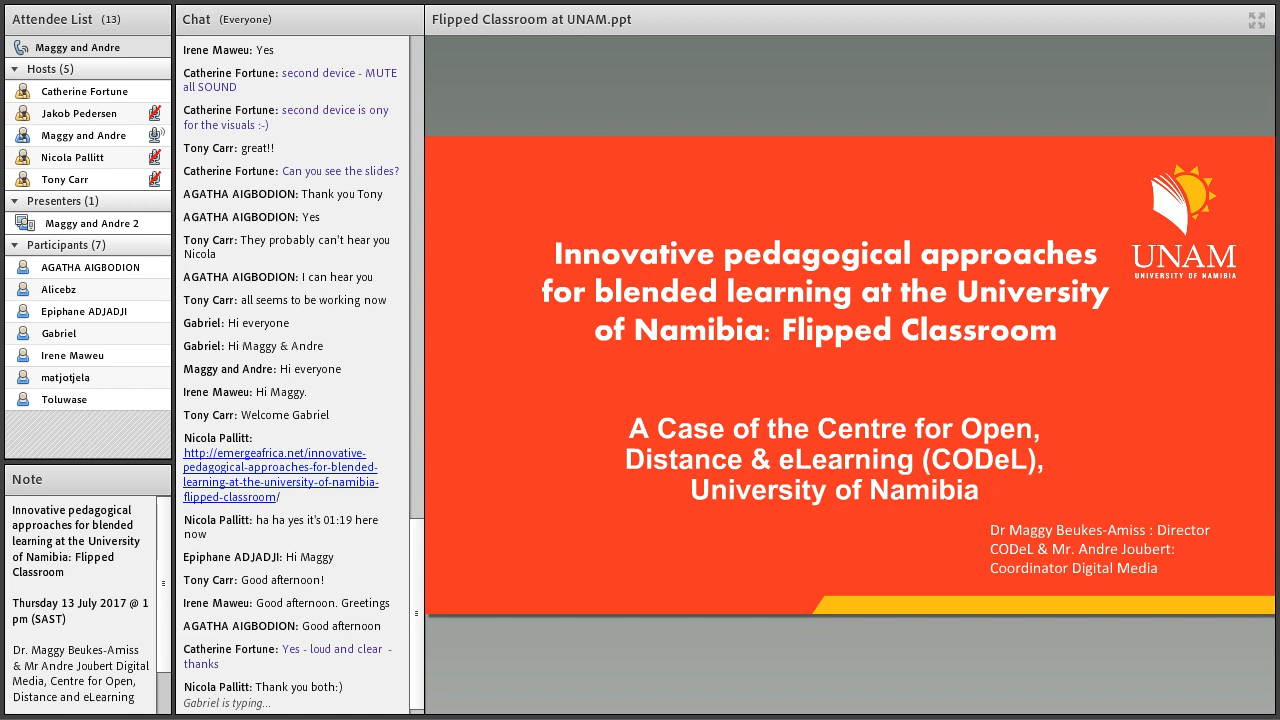 Attendee List (13)
Maggy and Andre
Hosts (5)
Catherine Fortune
Jakob Pedersen
Maggy and Andre
Nicola Pallitt
Tony Carr
Presenters (1)
Maggy and Andre 2
Participants (7)
AGATHA AIGBODION
Alicebz
Epiphane ADJADJI
Gabriel
Irene Maweu
matjotjela
Toluwase
Note
Innovative pedagogical
approaches for blended
learning at the University
of Namibia: Flipped
Classroom
Thursday 13 July 2017 @ 1
pm (SAST)
Dr. Maggy Beukes-Amiss
& Mr Andre Joubert Digital
Media, Centre for Open,
Distance and eLearning
Chat (Everyone)
Irene Maweu: Yes
Catherine Fortune: second device - MUTE
all SOUND
Catherine Fortune: second device is ony
for the visuals :-)
Tony Carr: great!!
Catherine Fortune: Can you see the slides?
AGATHA AIGBODION: Thank you Tony
AGATHA AIGBODION: Yes
Tony Carr: They probably can't hear you
Nicola
AGATHA AIGBODION: I can hear you
Tony Carr: all seems to be working now
Gabriel: Hi everyone
Gabriel: Hi Maggy & Andre
Maggy and Andre: Hi everyone
Irene Maweu: Hi Maggy.
Tony Carr: Welcome Gabriel
Nicola Pallitt:
http://emergeafrica.net/innovative-
pedagogical-approaches-for-blended-
learning-at-the-university-of-namibia-
flipped-classroom/
Nicola Pallitt: ha ha yes it's 01:19 here
now
Epiphane ADJADJI: Hi Maggy
Tony Carr: Good afternoon!
Irene Maweu: Good afternoon. Greetings
AGATHA AIGBODION: Good afternoon
Catherine Fortune: Yes - loud and clear -
thanks
Nicola Pallitt: Thank you both:)
Gabriel is typing...
Flipped Classroom at UNAM.ppt
UNAM
UNIVERSITY OF NAMIBIA
Innovative pedagogical approaches
for blended learning at the University
of Namibia: Flipped Classroom
A Case of the Centre for Open,
Distance & eLearning (CODeL),
University of Namibia
Dr Maggy Beukes-Amiss : Director
CODeL & Mr. Andre Joubert:
Coordinator Digital Media